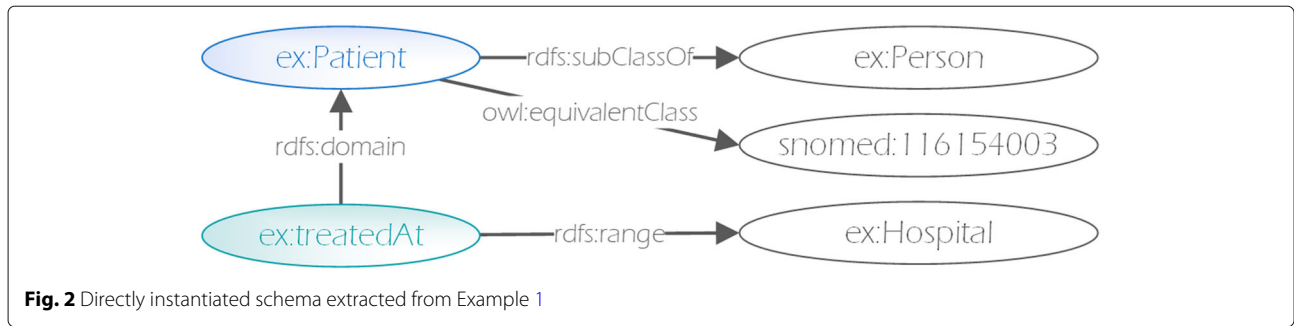 ex:Patient
rdfs:subClassOf
ex:Person
owl:equivalentClass
rdfs:domain
snomed:116154003
ex:treatedAt
rdfs:range
ex:Hospital
Fig. 2 Directly instantiated schema extracted from Example 1